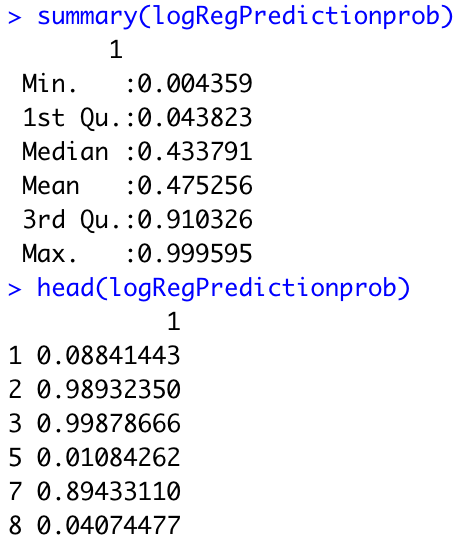 > summary(logRegPredictionprob)
       1
 Min.   :0.004359
 1st Qu.:0.043823
 Median :0.433791
 Mean   :0.475256
 3rd Qu.:0.910326
 Max.   :0.999595
> head(logRegPredictionprob)
           1
1 0.08841443
2 0.98932350
3 0.99878666
5 0.01084262
7 0.89433110
8 0.04074477